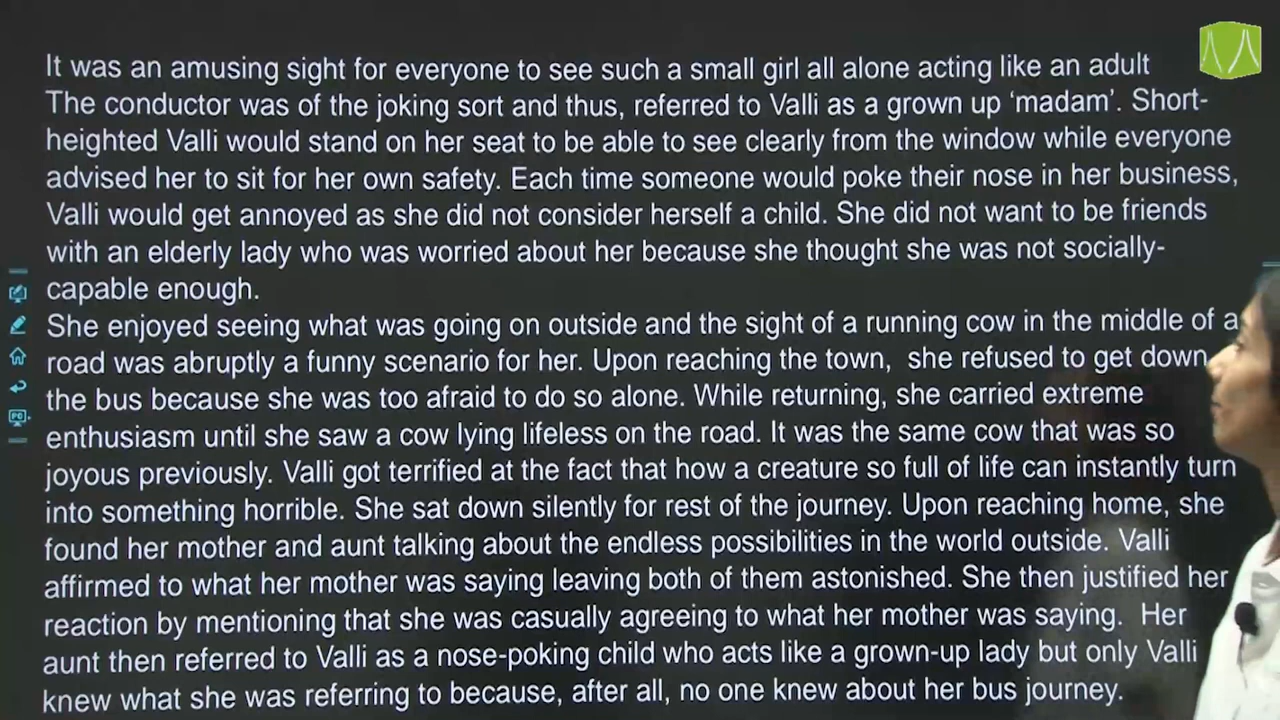 It was an amusing sight for everyone to see such a small girl all alone acting like an adult
The conductor was of the joking sort and thus, referred to Valli as a grown up ‘madam’. Short-
heighted Valli would stand on her seat to be able to see clearly from the window while everyone
advised her to sit for her own safety. Each time someone would poke their nose in her business,
Valli would get annoyed as she did not consider herself a child. She did not want to be friends
with an elderly lady who was worried about her because she thought she was not socially-
capable enough.
She enjoyed seeing what was going on outside and the sight of a running cow in the middle of a
road was abruptly a funny scenario for her. Upon reaching the town, she refused to get down
the bus because she was too afraid to do so alone. While returning, she carried extreme
enthusiasm until she saw a cow lying lifeless on the road. It was the same cow that was so
joyous previously. Valli got terrified at the fact that how a creature so full of life can instantly turn
into something horrible. She sat down silently for rest of the journey. Upon reaching home, she
found her mother and aunt talking about the endless possibilities in the world outside. Valli
affirmed to what her mother was saying leaving both of them astonished. She then justified her
reaction by mentioning that she was casually agreeing to what her mother was saying. Her
aunt then referred to Valli as a nose-poking child who acts like a grown-up lady but only Valli
knew what she was referring to because, after all, no one knew about her bus journey.